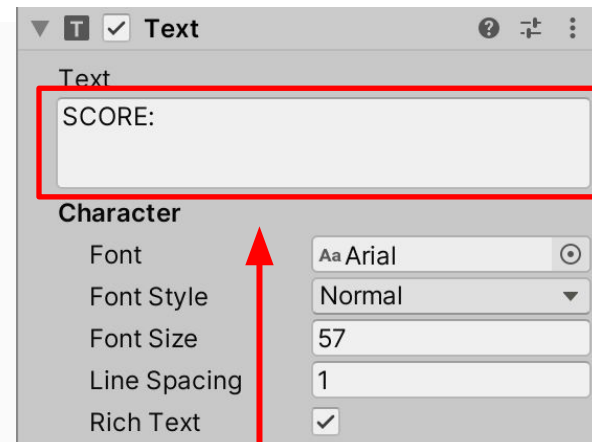 Text
Text
SCORE:
Character
Font Aa Arial
Font Style Normal
Font Size 57
Line Spacing 1
Rich Text